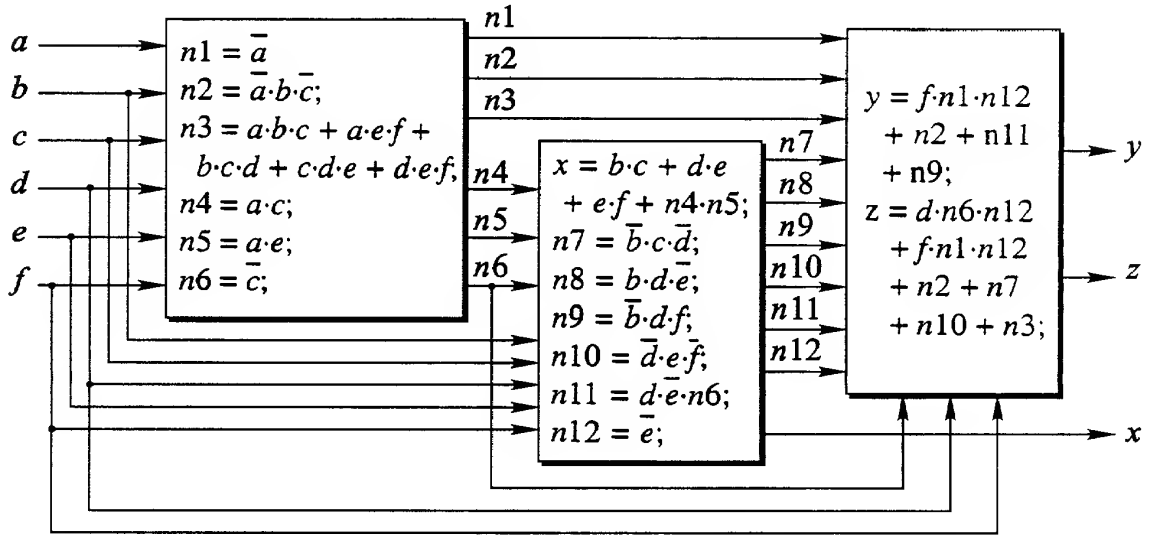 a
b
c
d
e
f
n1 = a̅
n2 = a̅·b·c̅;
n3 = a·b·c + a·e·f +
b·c·d + c·d·e + d·e·f;
n4 = a·c;
n5 = a·e;
n6 = c̅;
n1
n2
n3
n4
n5
n6
x = b·c + d·e
+ e·f + n4·n5;
n7 = b̅·c·d̅;
n8 = b·d·e̅;
n9 = b̅·d·f;
n10 = d̅·e·f̅;
n11 = d·e̅·n6;
n12 = e̅;
n7
n8
n9
n10
n11
n12
y = f·n1·n12
+ n2 + n11
+ n9;
z = d·n6·n12
+ f·n1·n12
+ n2 + n7
+ n10 + n3;
y
z
x